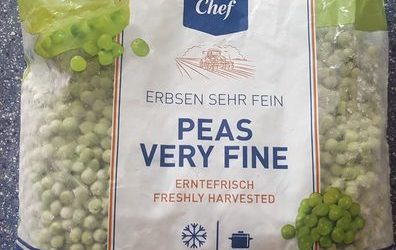 Chef
ERBSEN SEHR FEIN
PEAS
VERY FINE
ERNTEFRISCH
FRESHLY HARVESTED